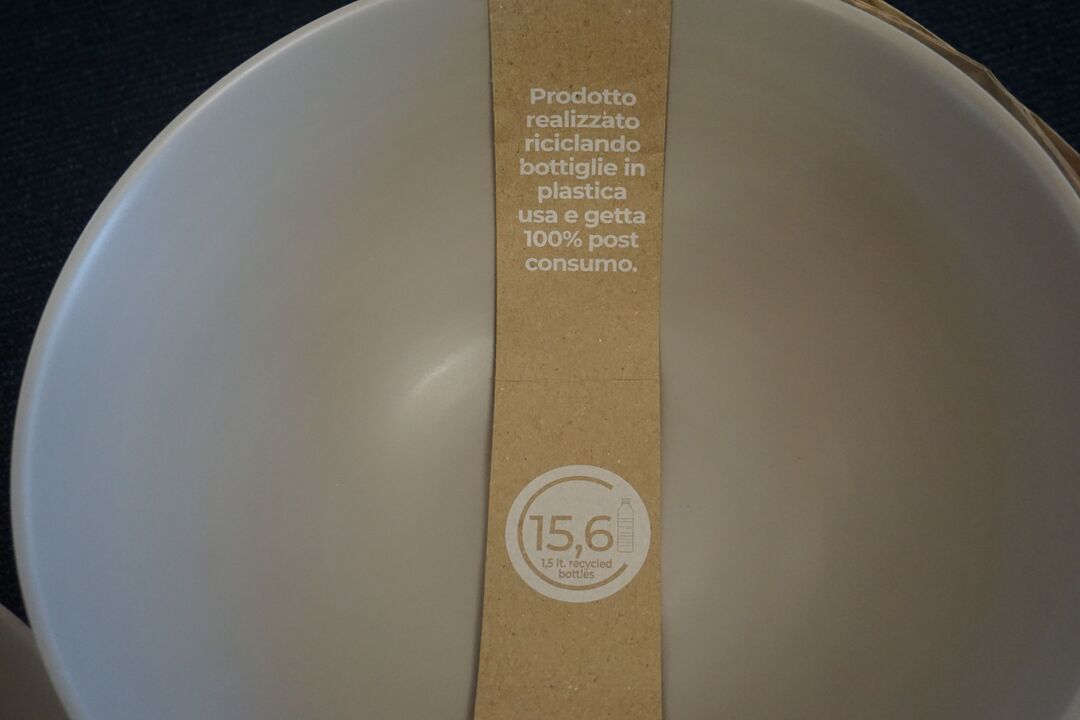 Prodotto
realizzato
riciclando
bottiglie in
plastica
usa e getta
100% post
consumo.
15,6
1,5 lt. recycled
bottles